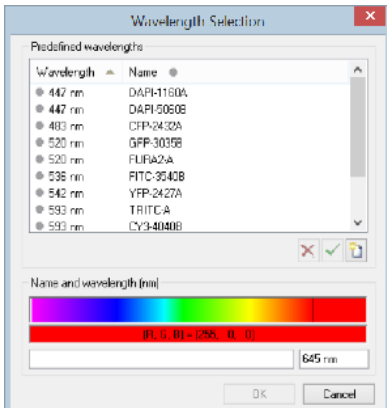 Wavelength Selection
Predefined wavelengths
Wavelength Name
447 nm DAPI-1160A
447 nm DAPI-5060B
483 nm CFP-2432A
520 nm GFP-3035B
520 nm FURA2-A
536 nm FITC-3540B
542 nm YFP-2427A
593 nm TRITC-A
593 nm CY3-4040B
Name and wavelength (nm)
(R, G, B) = (255, 0, 0)
645 nm
OK Cancel